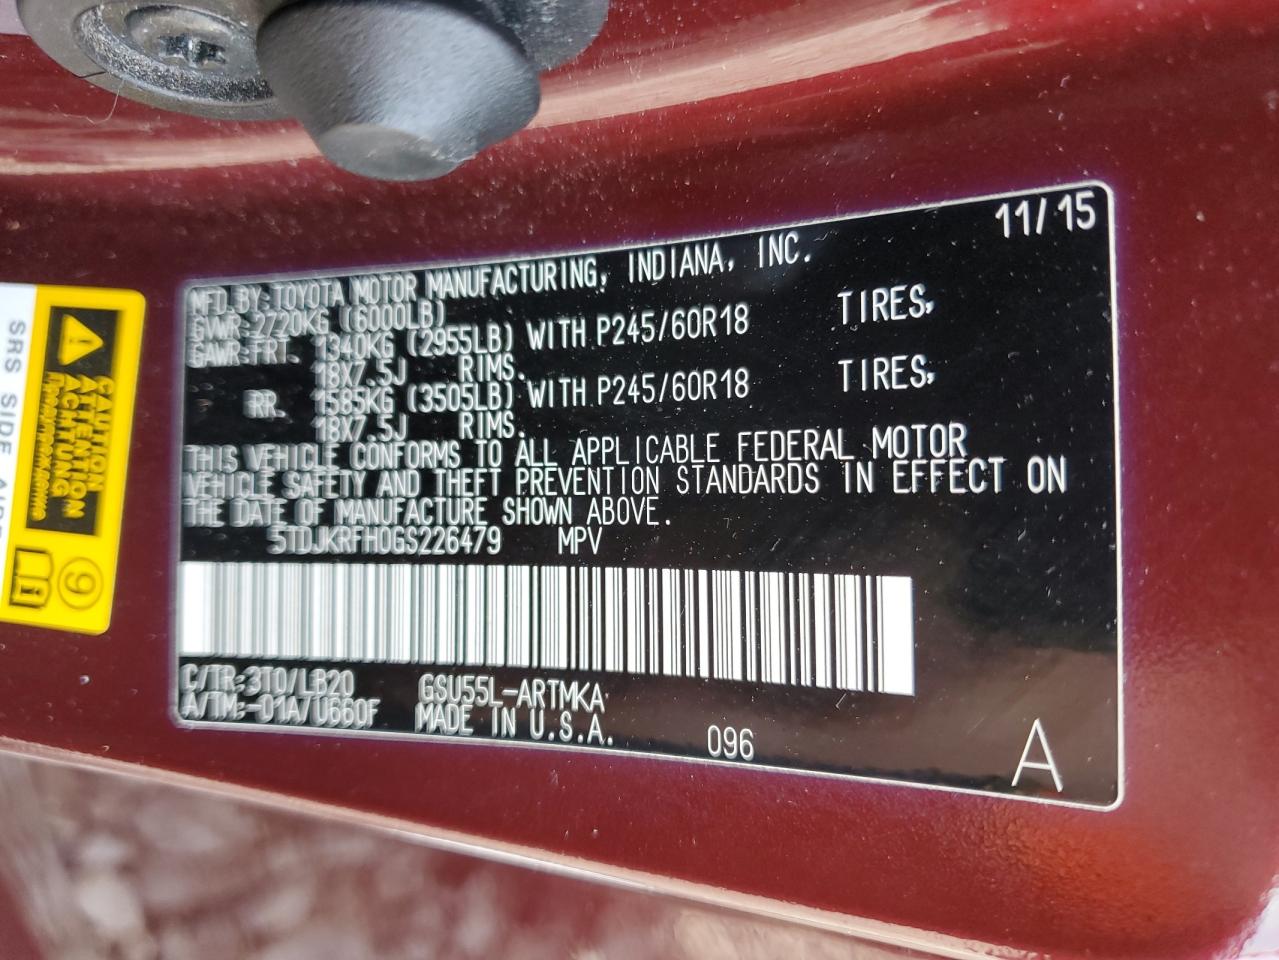 11/15
MFD.BY:TOYOTA MOTOR MANUFACTURING, INDIANA, INC.
GVWR:2720KG (6000LB)
GAWR:FRT. 1340KG (2955LB) WITH P245/60R18 TIRES,
18X7.5J RIMS.
RR. 1585KG (3505LB) WITH P245/60R18 TIRES,
18X7.5J RIMS.
THIS VEHICLE CONFORMS TO ALL APPLICABLE FEDERAL MOTOR
VEHICLE SAFETY AND THEFT PREVENTION STANDARDS IN EFFECT ON
THE DATE OF MANUFACTURE SHOWN ABOVE.
5TDJKRFH0GS226479 MPV
C/TR:3T0/LB20 GSU55L-ARTMKA
A/TM:-01A/U660F MADE IN U.S.A.
096
A
SRS SIDE
CAUTION
ATTENTION
ACHTUNG
9